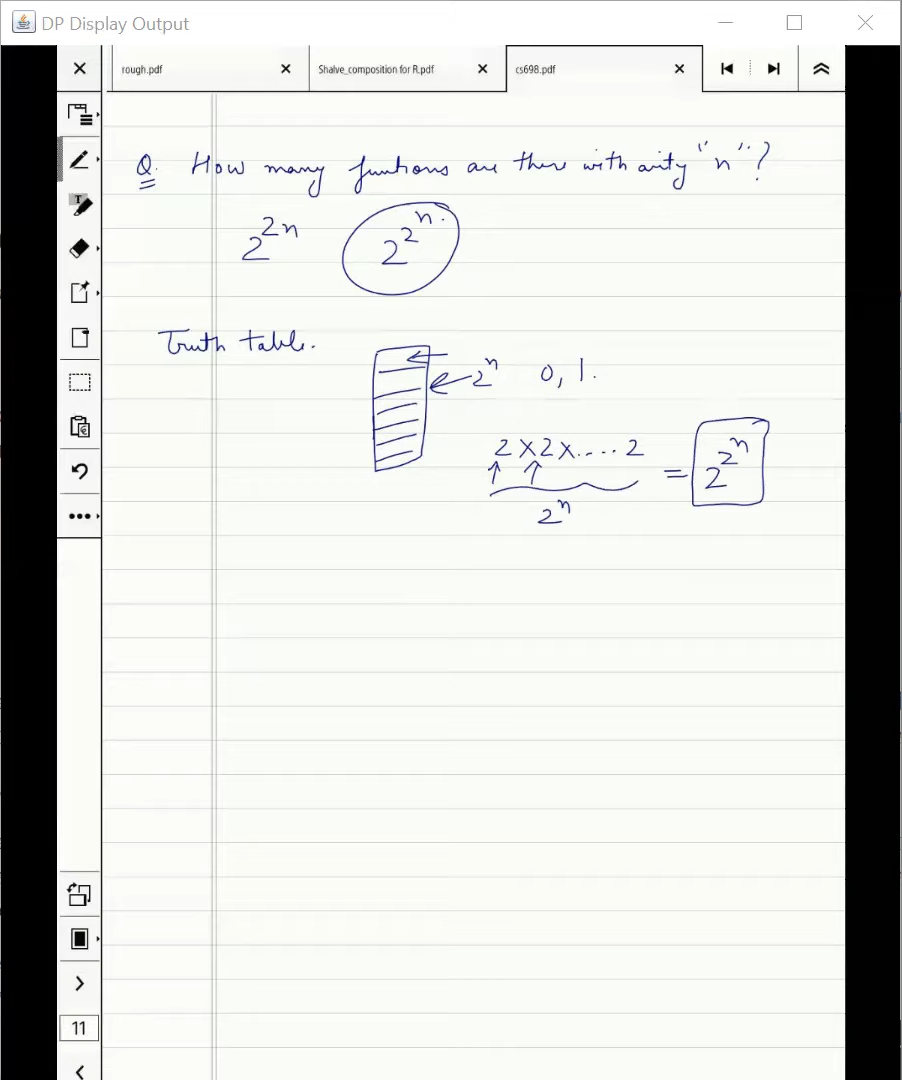 DP Display Output
rough.pdf
Shalve_composition for R.pdf
cs698.pdf
Q. How many funtions are there with arity "n"?
2^{2n} 2^{2^n}.
Truth table.
2^n 0, 1.
2 × 2 × .... 2 = 2^{2^n}
2^n
11